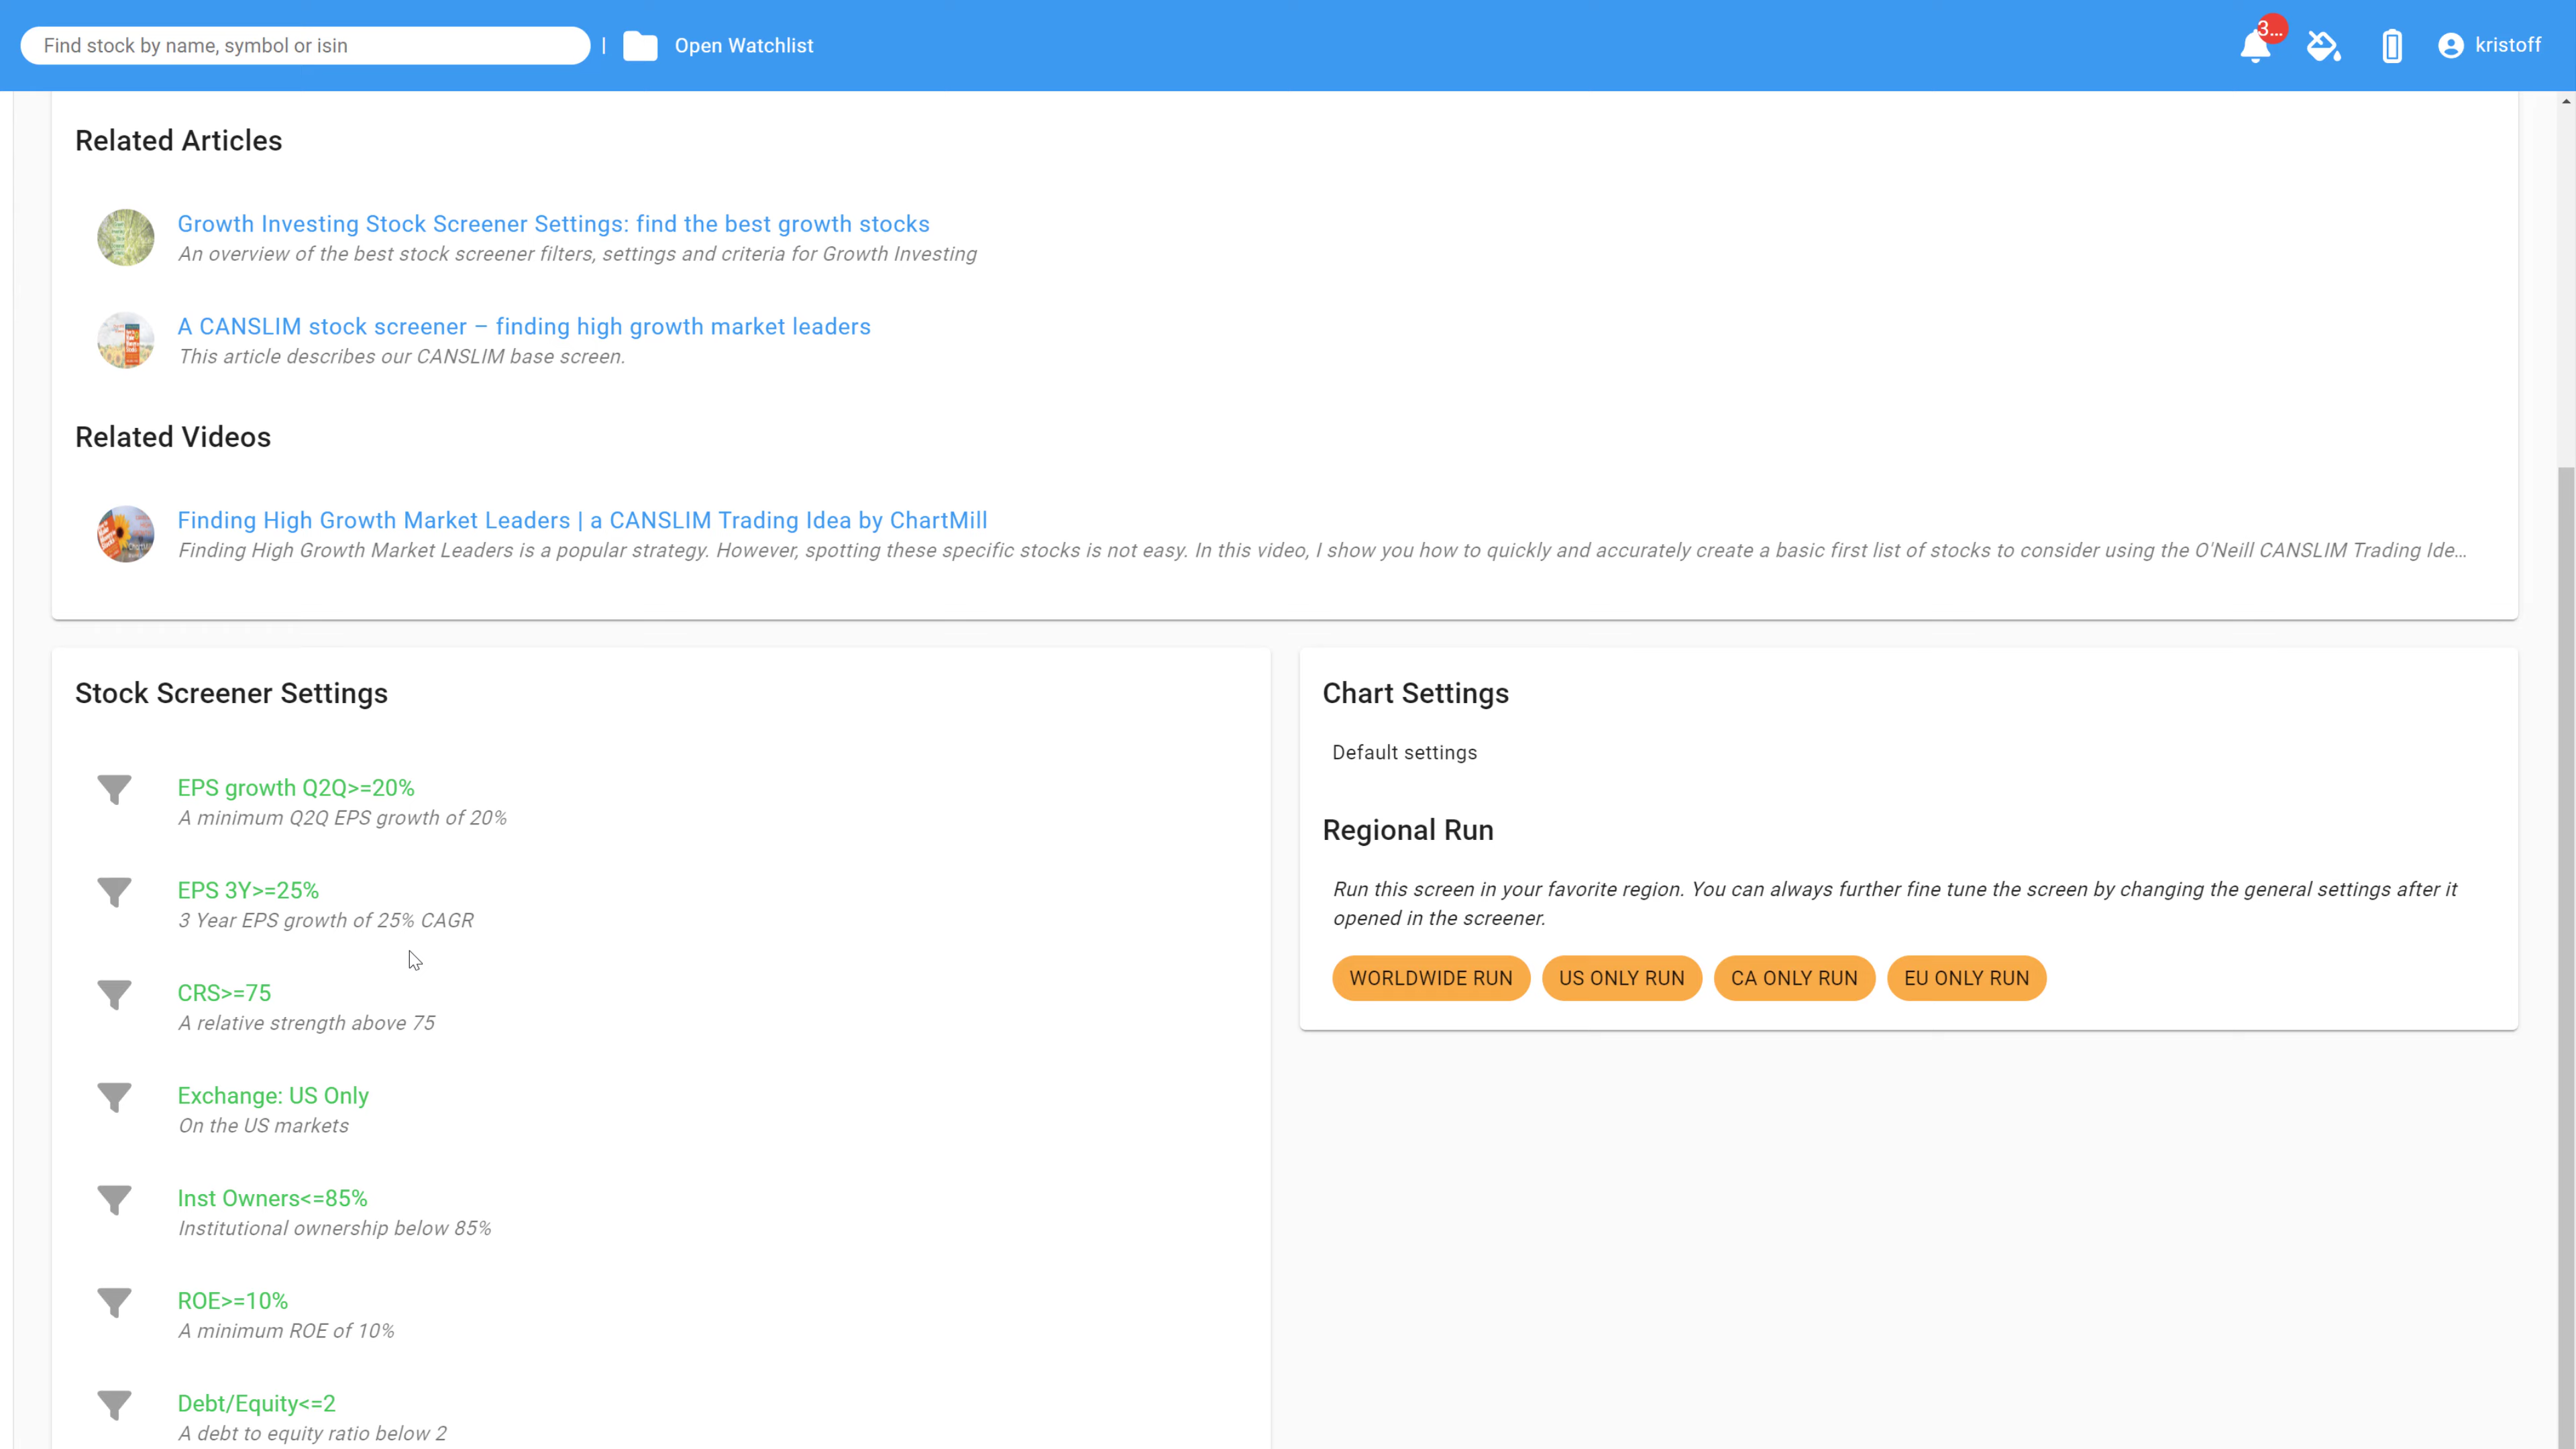 Find stock by name, symbol or isin | Open Watchlist 3... kristoff
Related Articles
Growth Investing Stock Screener Settings: find the best growth stocks
An overview of the best stock screener filters, settings and criteria for Growth Investing
A CANSLIM stock screener – finding high growth market leaders
This article describes our CANSLIM base screen.
Related Videos
Finding High Growth Market Leaders | a CANSLIM Trading Idea by ChartMill
Finding High Growth Market Leaders is a popular strategy. However, spotting these specific stocks is not easy. In this video, I show you how to quickly and accurately create a basic first list of stocks to consider using the O'Neill CANSLIM Trading Ide...
Stock Screener Settings
EPS growth Q2Q>=20%
A minimum Q2Q EPS growth of 20%
EPS 3Y>=25%
3 Year EPS growth of 25% CAGR
CRS>=75
A relative strength above 75
Exchange: US Only
On the US markets
Inst Owners<=85%
Institutional ownership below 85%
ROE>=10%
A minimum ROE of 10%
Debt/Equity<=2
A debt to equity ratio below 2
Chart Settings
Default settings
Regional Run
Run this screen in your favorite region. You can always further fine tune the screen by changing the general settings after it
opened in the screener.
WORLDWIDE RUN US ONLY RUN CA ONLY RUN EU ONLY RUN